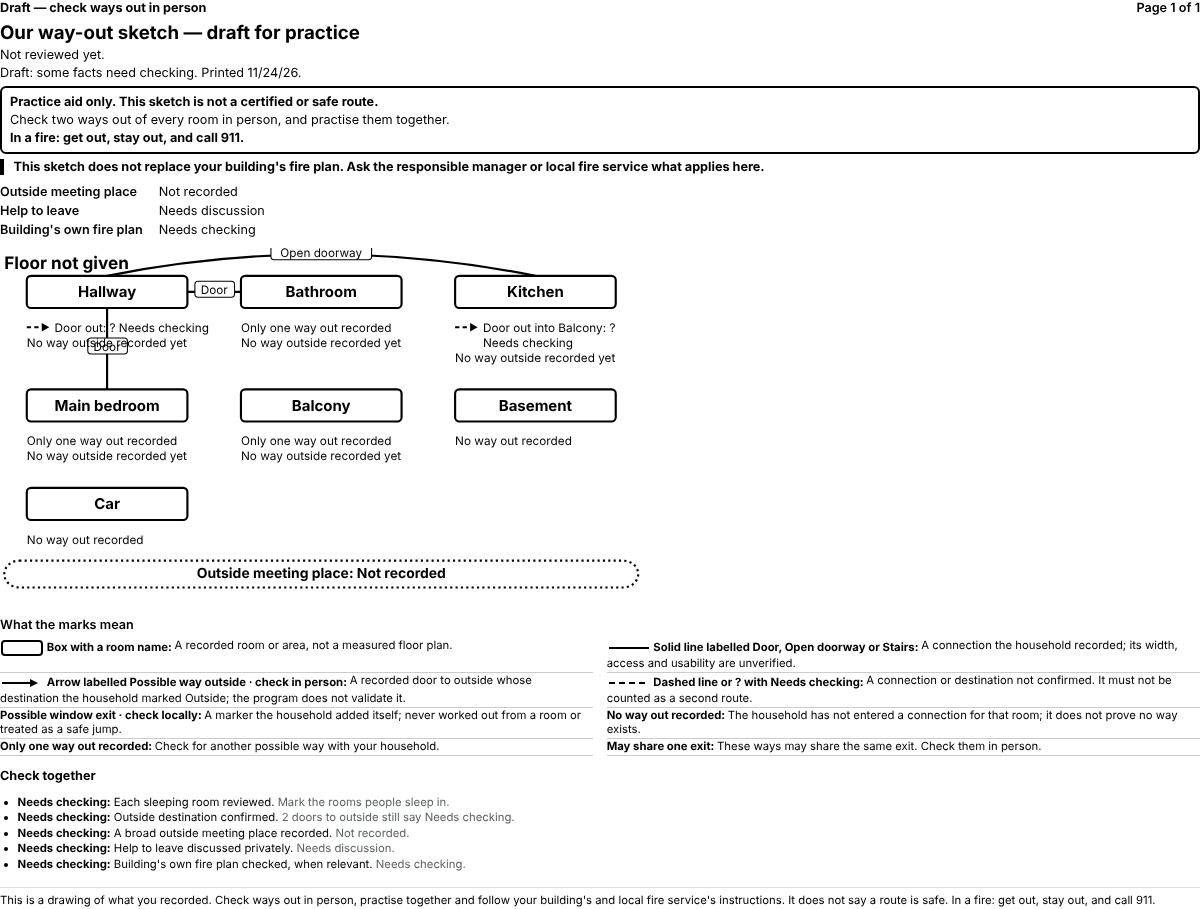 Draft — check ways out in person
Page 1 of 1
Our way-out sketch — draft for practice
Not reviewed yet.
Draft: some facts need checking. Printed 11/24/26.
Practice aid only. This sketch is not a certified or safe route.
Check two ways out of every room in person, and practise them together.
In a fire: get out, stay out, and call 911.
This sketch does not replace your building's fire plan. Ask the responsible manager or local fire service what applies here.
Outside meeting place Not recorded
Help to leave Needs discussion
Building's own fire plan Needs checking
Floor not given
Open doorway
Hallway
Door
Bathroom
Kitchen
Door out: ? Needs checking
No way outside recorded yet
Door
Only one way out recorded
No way outside recorded yet
Door out into Balcony: ?
Needs checking
No way outside recorded yet
Main bedroom
Balcony
Basement
Only one way out recorded
No way outside recorded yet
Only one way out recorded
No way outside recorded yet
No way out recorded
Car
No way out recorded
Outside meeting place: Not recorded
What the marks mean
Box with a room name: A recorded room or area, not a measured floor plan.
Solid line labelled Door, Open doorway or Stairs: A connection the household recorded; its width,
access and usability are unverified.
Arrow labelled Possible way outside · check in person: A recorded door to outside whose
destination the household marked Outside; the program does not validate it.
Dashed line or ? with Needs checking: A connection or destination not confirmed. It must not be
counted as a second route.
Possible window exit · check locally: A marker the household added itself; never worked out from a room or
treated as a safe jump.
No way out recorded: The household has not entered a connection for that room; it does not prove no way
exists.
Only one way out recorded: Check for another possible way with your household.
May share one exit: These ways may share the same exit. Check them in person.
Check together
• Needs checking: Each sleeping room reviewed. Mark the rooms people sleep in.
• Needs checking: Outside destination confirmed. 2 doors to outside still say Needs checking.
• Needs checking: A broad outside meeting place recorded. Not recorded.
• Needs checking: Help to leave discussed privately. Needs discussion.
• Needs checking: Building's own fire plan checked, when relevant. Needs checking.
This is a drawing of what you recorded. Check ways out in person, practise together and follow your building's and local fire service's instructions. It does not say a route is safe. In a fire: get out, stay out, and call 911.